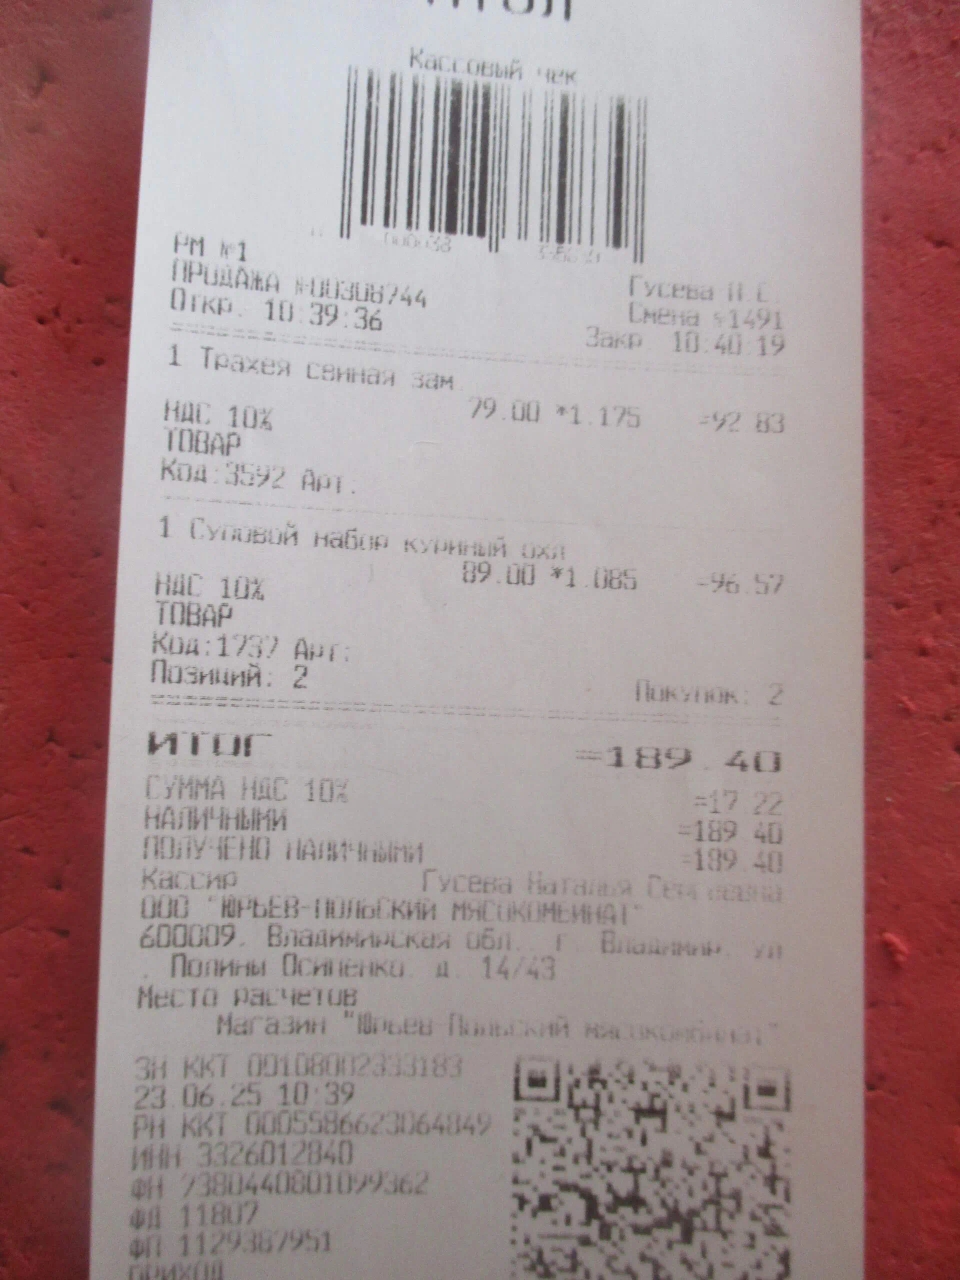 Кассовый чек
РМ №1
ПРОДАЖА №00308744 Гусева Н.С.
Откр. 10:39:36 Смена №1491
Закр. 10:40:19
1 Трахея свиная зам
79.00 *1.175 =92.83
НДС 10%
ТОВАР
Код:3592 Арт.
1 Суповой набор куриный охл
89.00 *1.085 =96.57
НДС 10%
ТОВАР
Код:1737 Арт:
Позиций: 2 Покупок: 2
ИТОГ =189.40
СУММА НДС 10% =17.22
НАЛИЧНЫМИ =189.40
ПОЛУЧЕНО НАЛИЧНЫМИ =189.40
Кассир Гусева Наталья Сергеевна
ООО "ЮРЬЕВ-ПОЛЬСКИЙ МЯСОКОМБИНАТ"
600009, Владимирская обл., г. Владимир, ул
. Полины Осипенко, д. 14/43
Место расчетов
Магазин "Юрьев-Польский мясокомбинат"
ЗН ККТ 00108002333183
23.06.25 10:39
РН ККТ 0005586623064849
ИНН 3326012840
ФН 7380440801099362
ФД 11807
ФП 1129387951
ПРИХОД